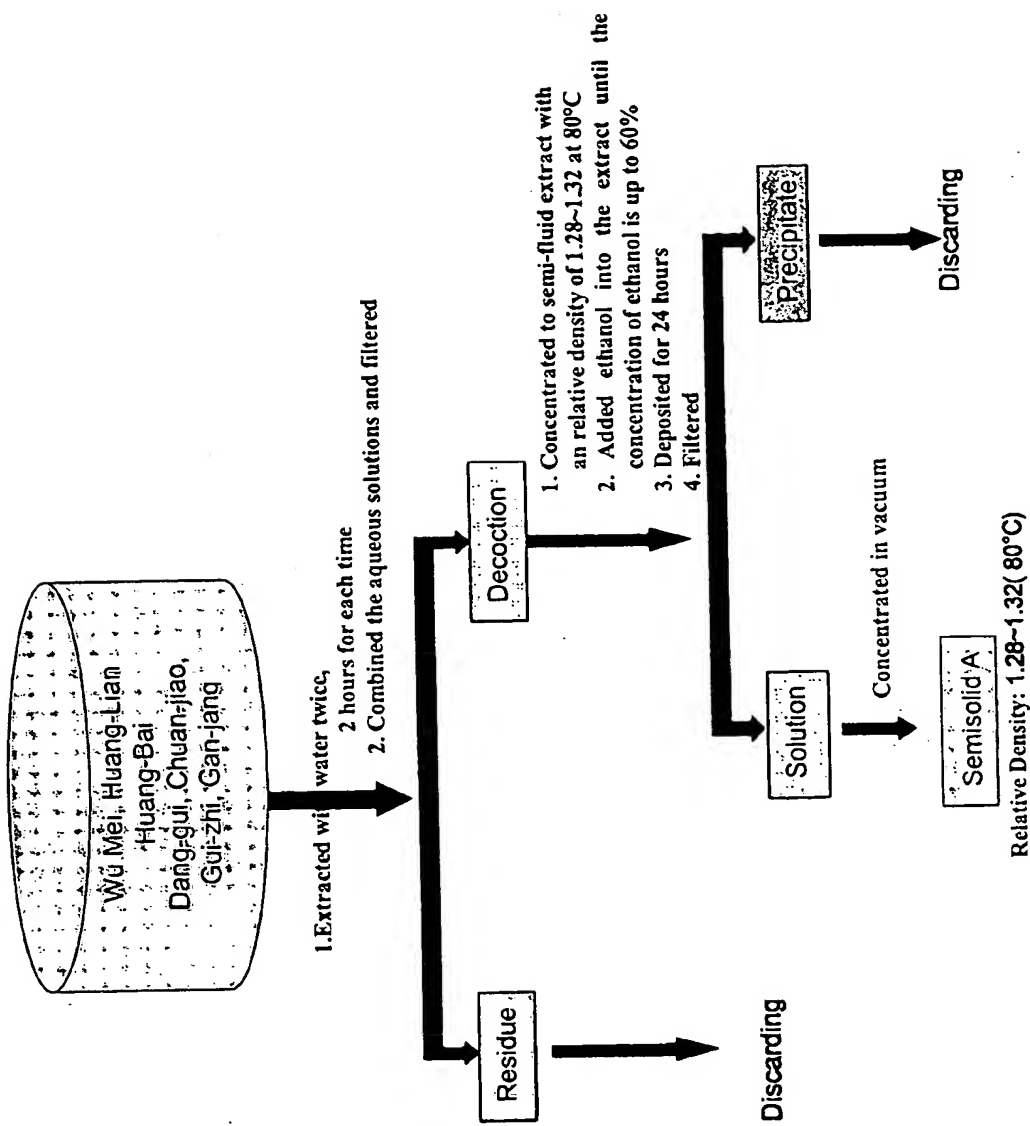 Wu Mei, Huang-Lian
Huang-Bai
Dang-gui, Chuan-jiao,
Gui-zhi, Gan-jang
1.Extracted with water twice,
2 hours for each time
2. Combined the aqueous solutions and filtered
Residue
Decoction
Discarding
1. Concentrated to semi-fluid extract with
an relative density of 1.28~1.32 at 80°C
2. Added ethanol into the extract until the
concentration of ethanol is up to 60%
3. Deposited for 24 hours
4. Filtered
Solution
Precipitate
Concentrated in vacuum
Discarding
Semisolid A
Relative Density: 1.28~1.32( 80°C)